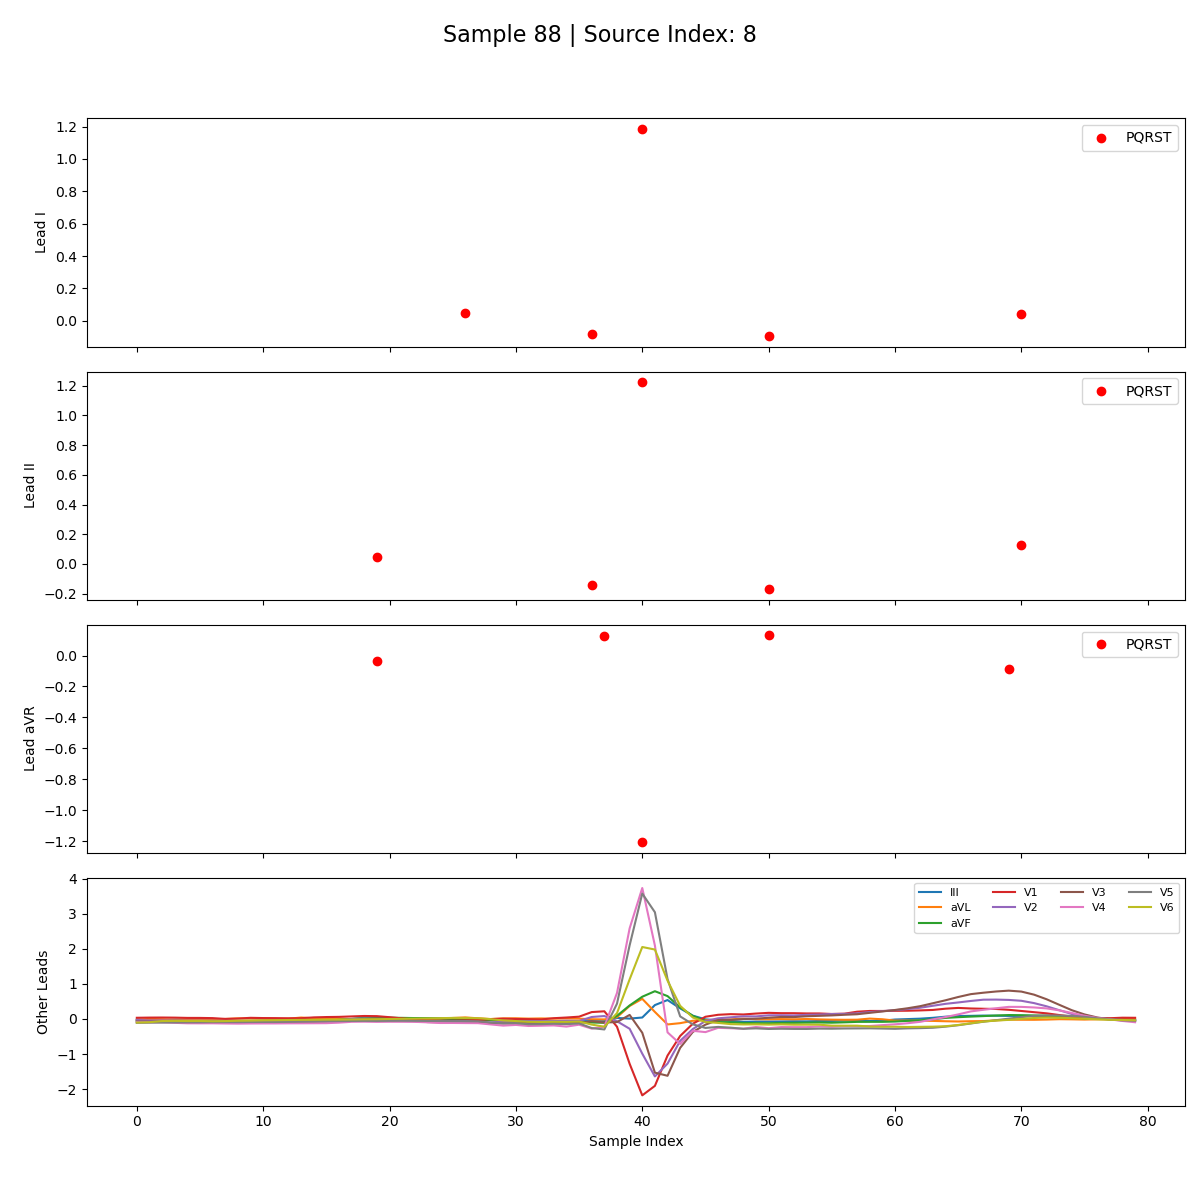 Sample 88 | Source Index: 8
1.2
1.0
0.8
0.6
0.4
0.2
0.0
Lead I
PQRST
1.2
1.0
0.8
0.6
0.4
0.2
0.0
−0.2
Lead II
PQRST
0.0
−0.2
−0.4
−0.6
−0.8
−1.0
−1.2
Lead aVR
PQRST
4
3
2
1
0
−1
−2
Other Leads
III V1 V3 V5
aVL V2 V4 V6
aVF
0 10 20 30 40 50 60 70 80
Sample Index